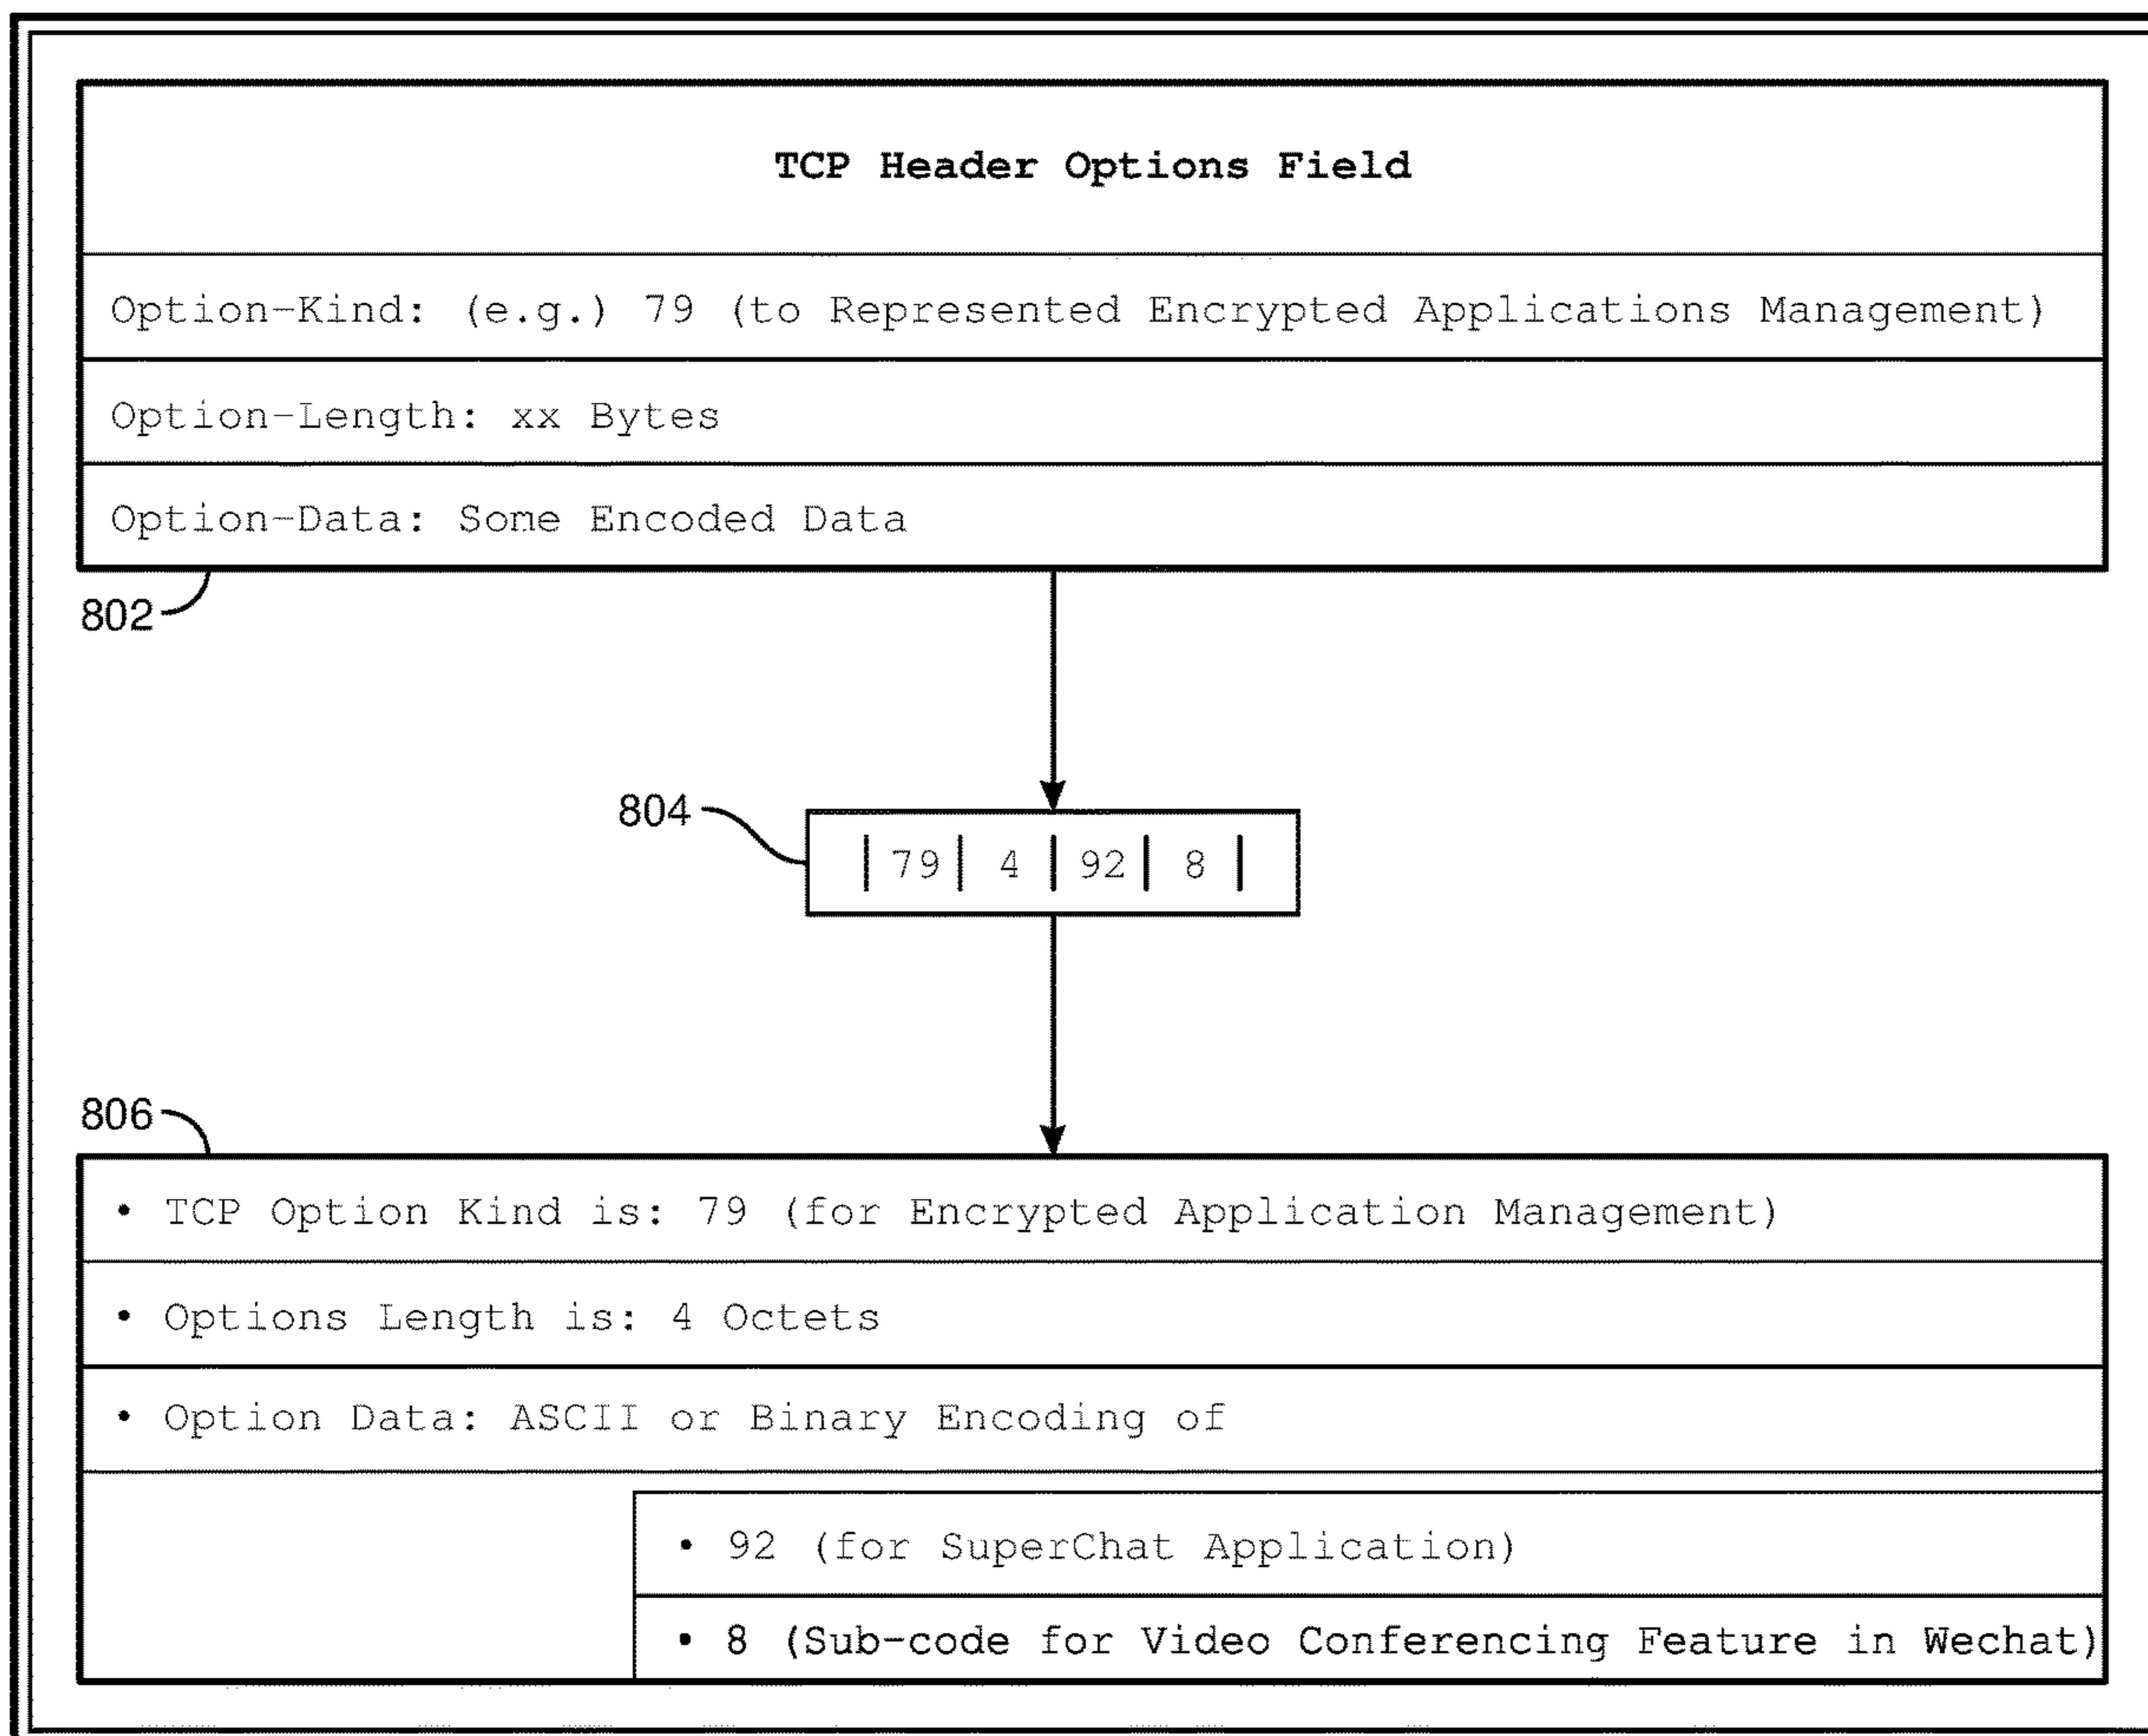 TCP Header Options Field
Option-Kind: (e.g.) 79 (to Represented Encrypted Applications Management)
Option-Length: xx Bytes
Option-Data: Some Encoded Data
802
804
| 79 | 4 | 92 | 8 |
806
• TCP Option Kind is: 79 (for Encrypted Application Management)
• Options Length is: 4 Octets
• Option Data: ASCII or Binary Encoding of
• 92 (for SuperChat Application)
• 8 (Sub-code for Video Conferencing Feature in Wechat)